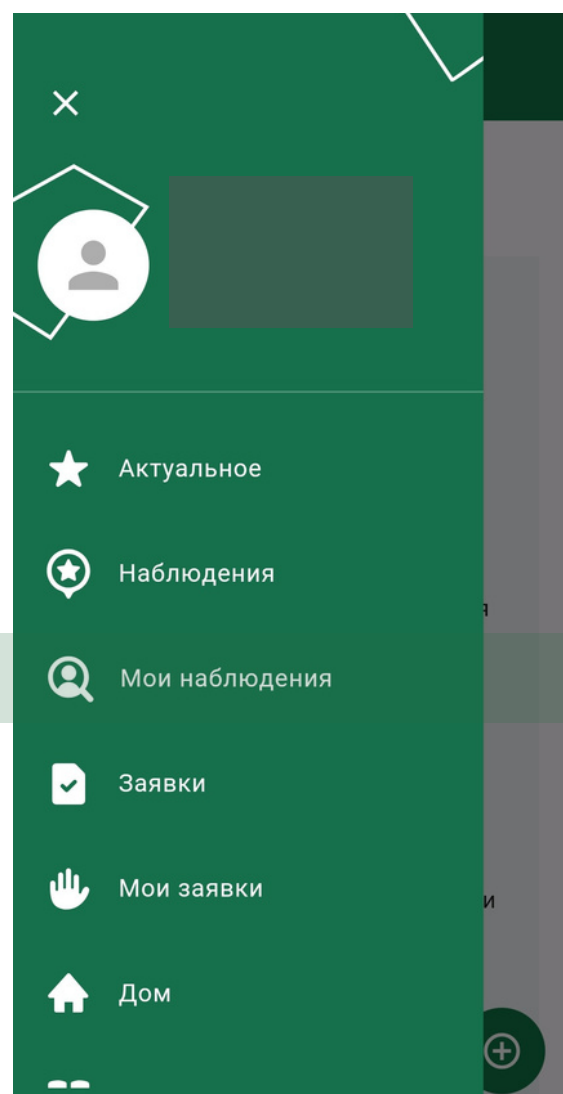 Актуальное
Наблюдения
я
Мои наблюдения
Заявки
Мои заявки
и
Дом